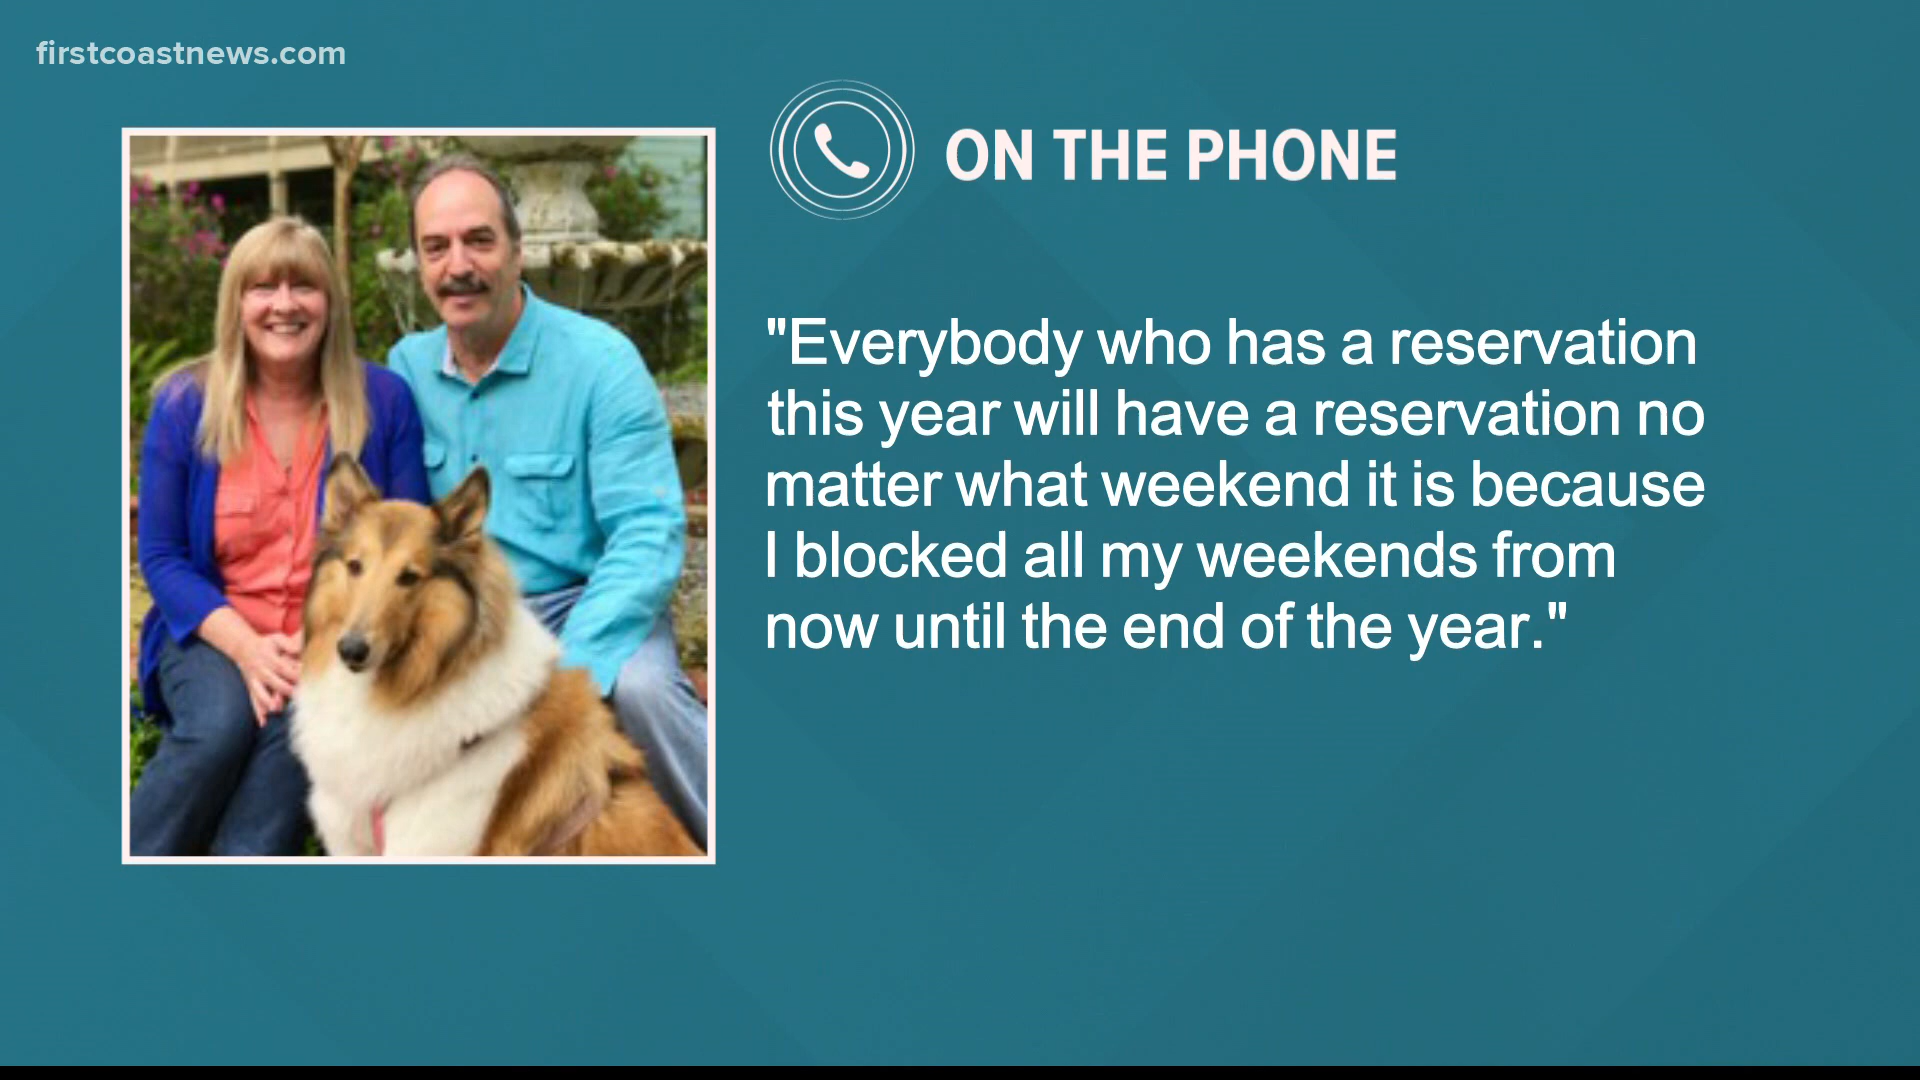 firstcoastnews.com
ON THE PHONE
"Everybody who has a reservation
this year will have a reservation no
matter what weekend it is because
I blocked all my weekends from
now until the end of the year."